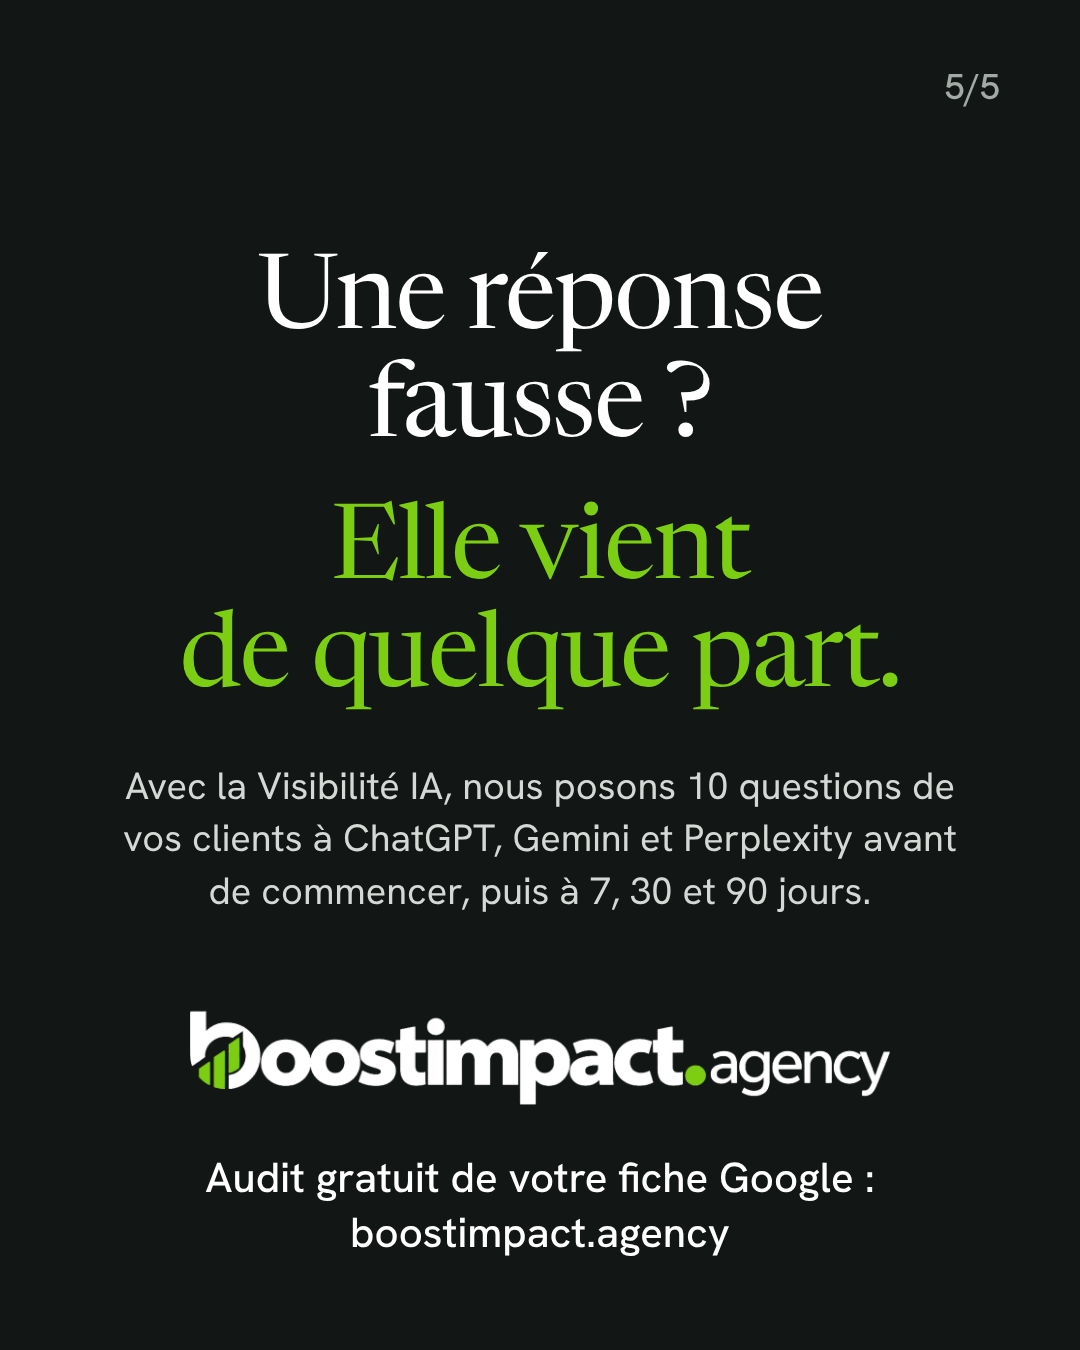 5/5
Une réponse
fausse ?
Elle vient
de quelque part.
Avec la Visibilité IA, nous posons 10 questions de
vos clients à ChatGPT, Gemini et Perplexity avant
de commencer, puis à 7, 30 et 90 jours.
boostimpact.agency
Audit gratuit de votre fiche Google :
boostimpact.agency